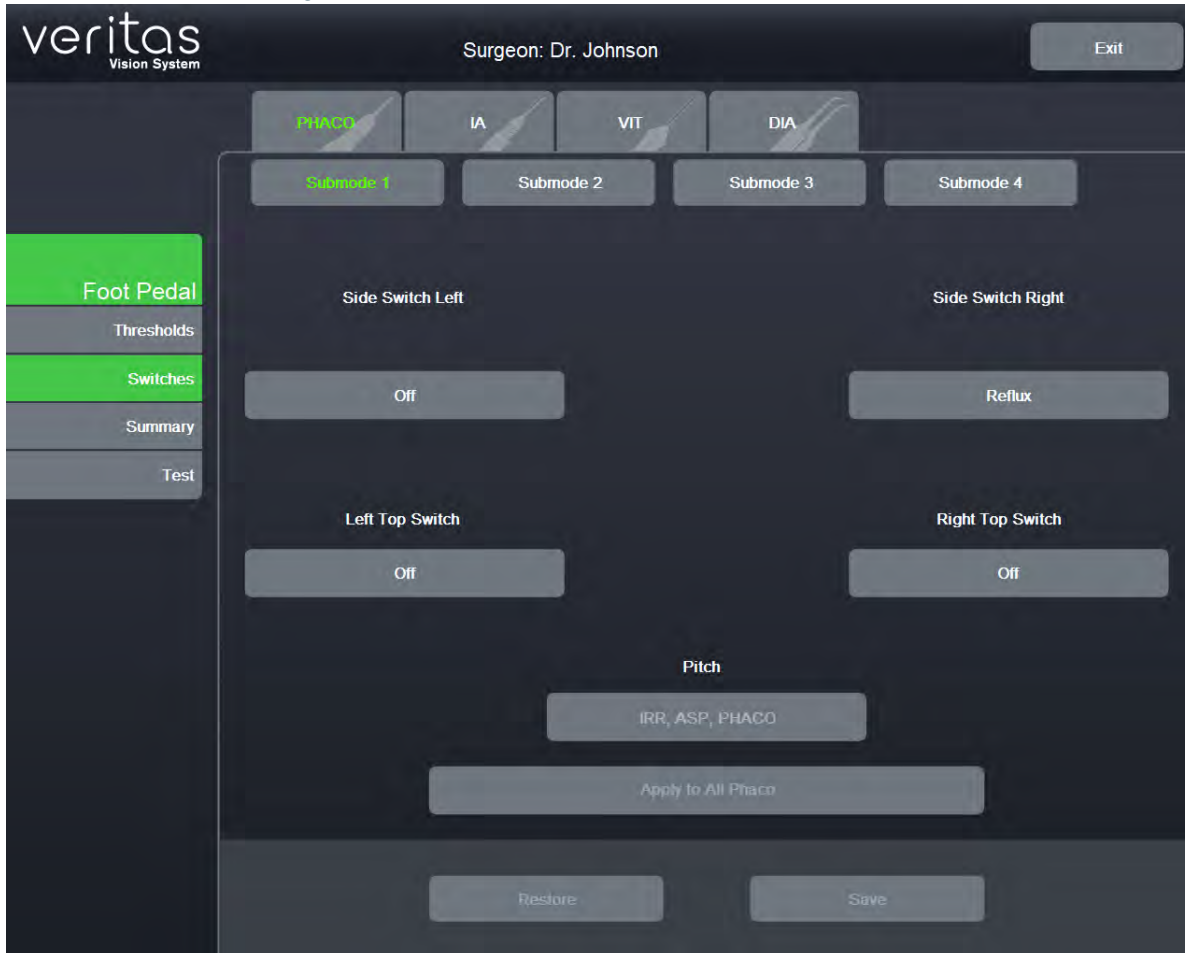 veritas
Vision System
Surgeon: Dr. Johnson
Exit
PHACO
IA
VIT
DIA
Submode 1
Submode 2
Submode 3
Submode 4
Foot Pedal
Thresholds
Switches
Summary
Test
Side Switch Left
Side Switch Right
Off
Reflux
Left Top Switch
Right Top Switch
Off
Off
Pitch
IRR, ASP, PHACO
Apply to All Phaco
Restore
Save